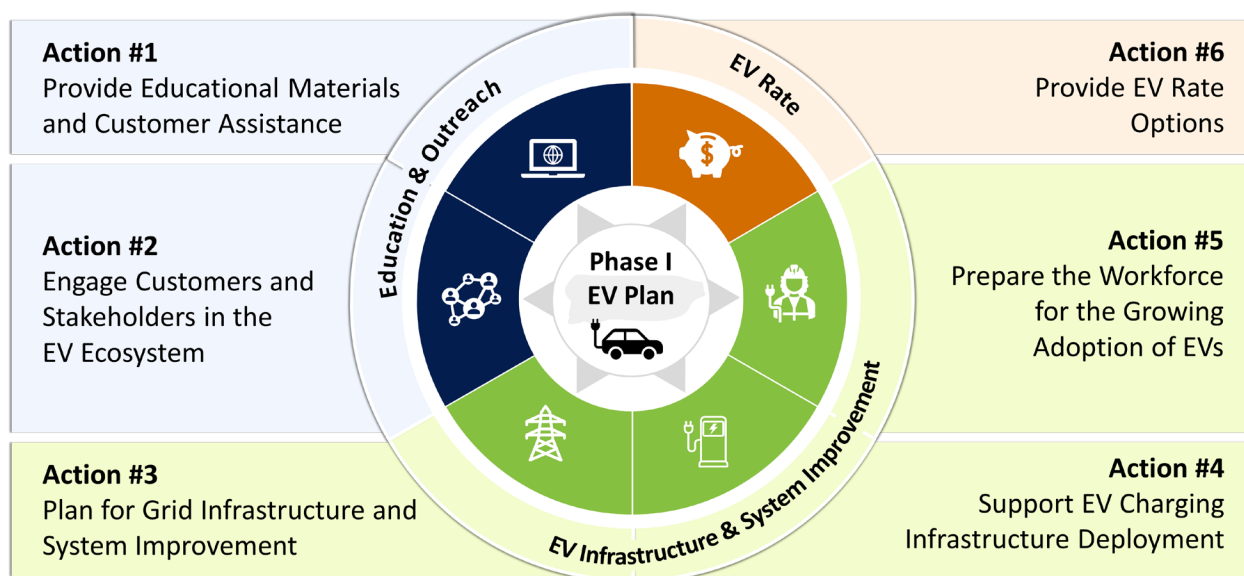 Action #1
Provide Educational Materials
and Customer Assistance
Action #2
Engage Customers and
Stakeholders in the
EV Ecosystem
Action #3
Plan for Grid Infrastructure and
System Improvement
Education & Outreach
EV Rate
$
Phase I
EV Plan
EV Infrastructure & System Improvement
Action #6
Provide EV Rate
Options
Action #5
Prepare the Workforce
for the Growing
Adoption of EVs
Action #4
Support EV Charging
Infrastructure Deployment